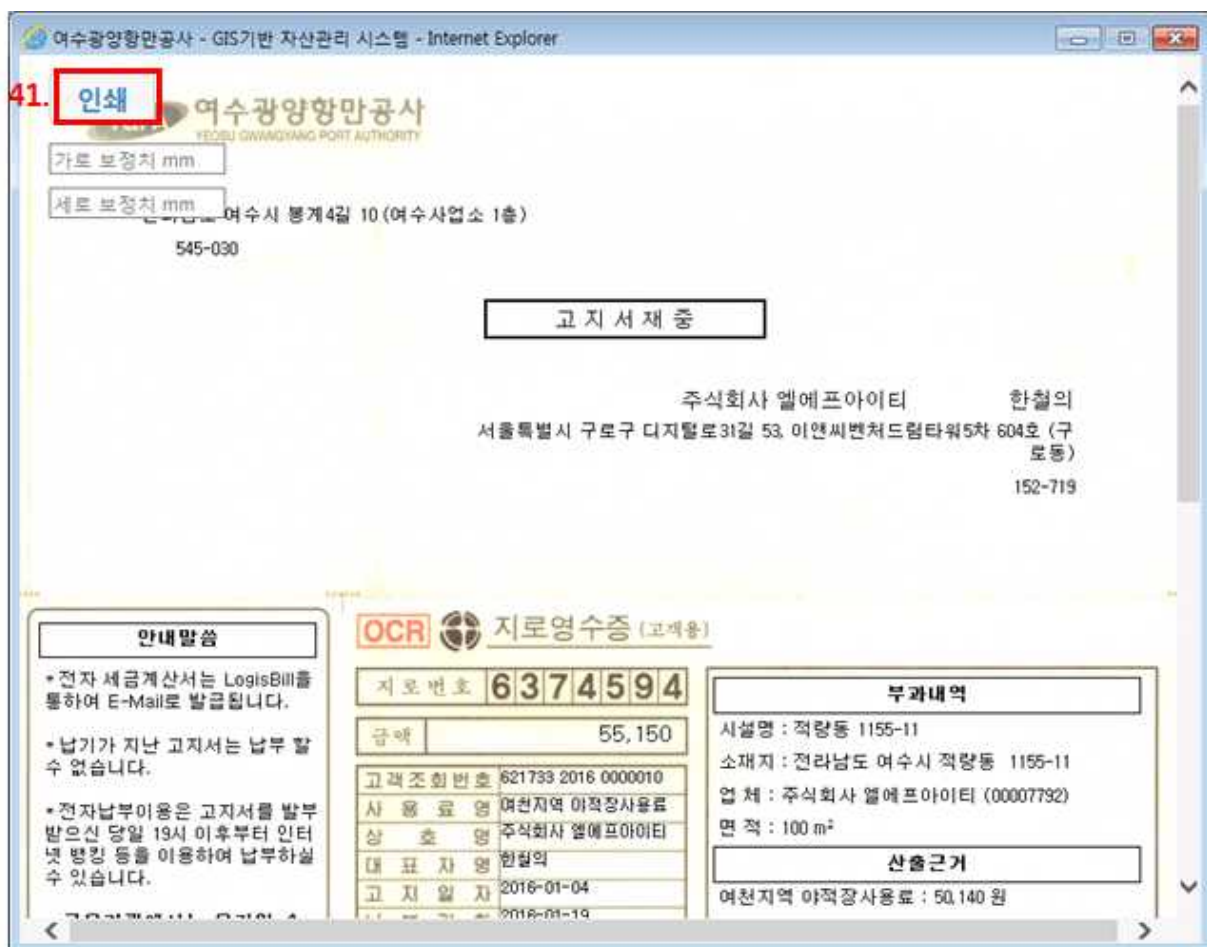 여수광양항만공사 - GIS기반 자산관리 시스템 - Internet Explorer
41. 인쇄
여수광양항만공사
YEOSU GWANGYANG PORT AUTHORITY
가로 보정치 mm
세로 보정치 mm
여수시 봉계4길 10 (여수사업소 1층)
545-030
고지서재중
주식회사 엘에프아이티 한철의
서울특별시 구로구 디지털로31길 53, 이앤씨벤처드림타워5차 604호 (구
로동)
152-719
안내말씀
*전자 세금계산서는 LogisBill을
통하여 E-Mail로 발급됩니다.
*납기가 지난 고지서는 납부 할
수 없습니다.
*전자납부이용은 고지서를 발부
받으신 당일 19시 이후부터 인터
넷 뱅킹 등을 이용하여 납부하실
수 있습니다.
OCR 지로영수증 (고객용)
지로번호 6374594
금액 55,150
고객조회번호 621733 2016 0000010
사용료명 여천지역 야적장사용료
상호명 주식회사 엘에프아이티
대표자명 한철의
고지일자 2016-01-04
2016-01-19
부과내역
시설명 : 적량동 1155-11
소재지 : 전라남도 여수시 적량동 1155-11
업 체 : 주식회사 엘에프아이티 (00007792)
면 적 : 100 m²
산출근거
여천지역 야적장사용료 : 50,140 원